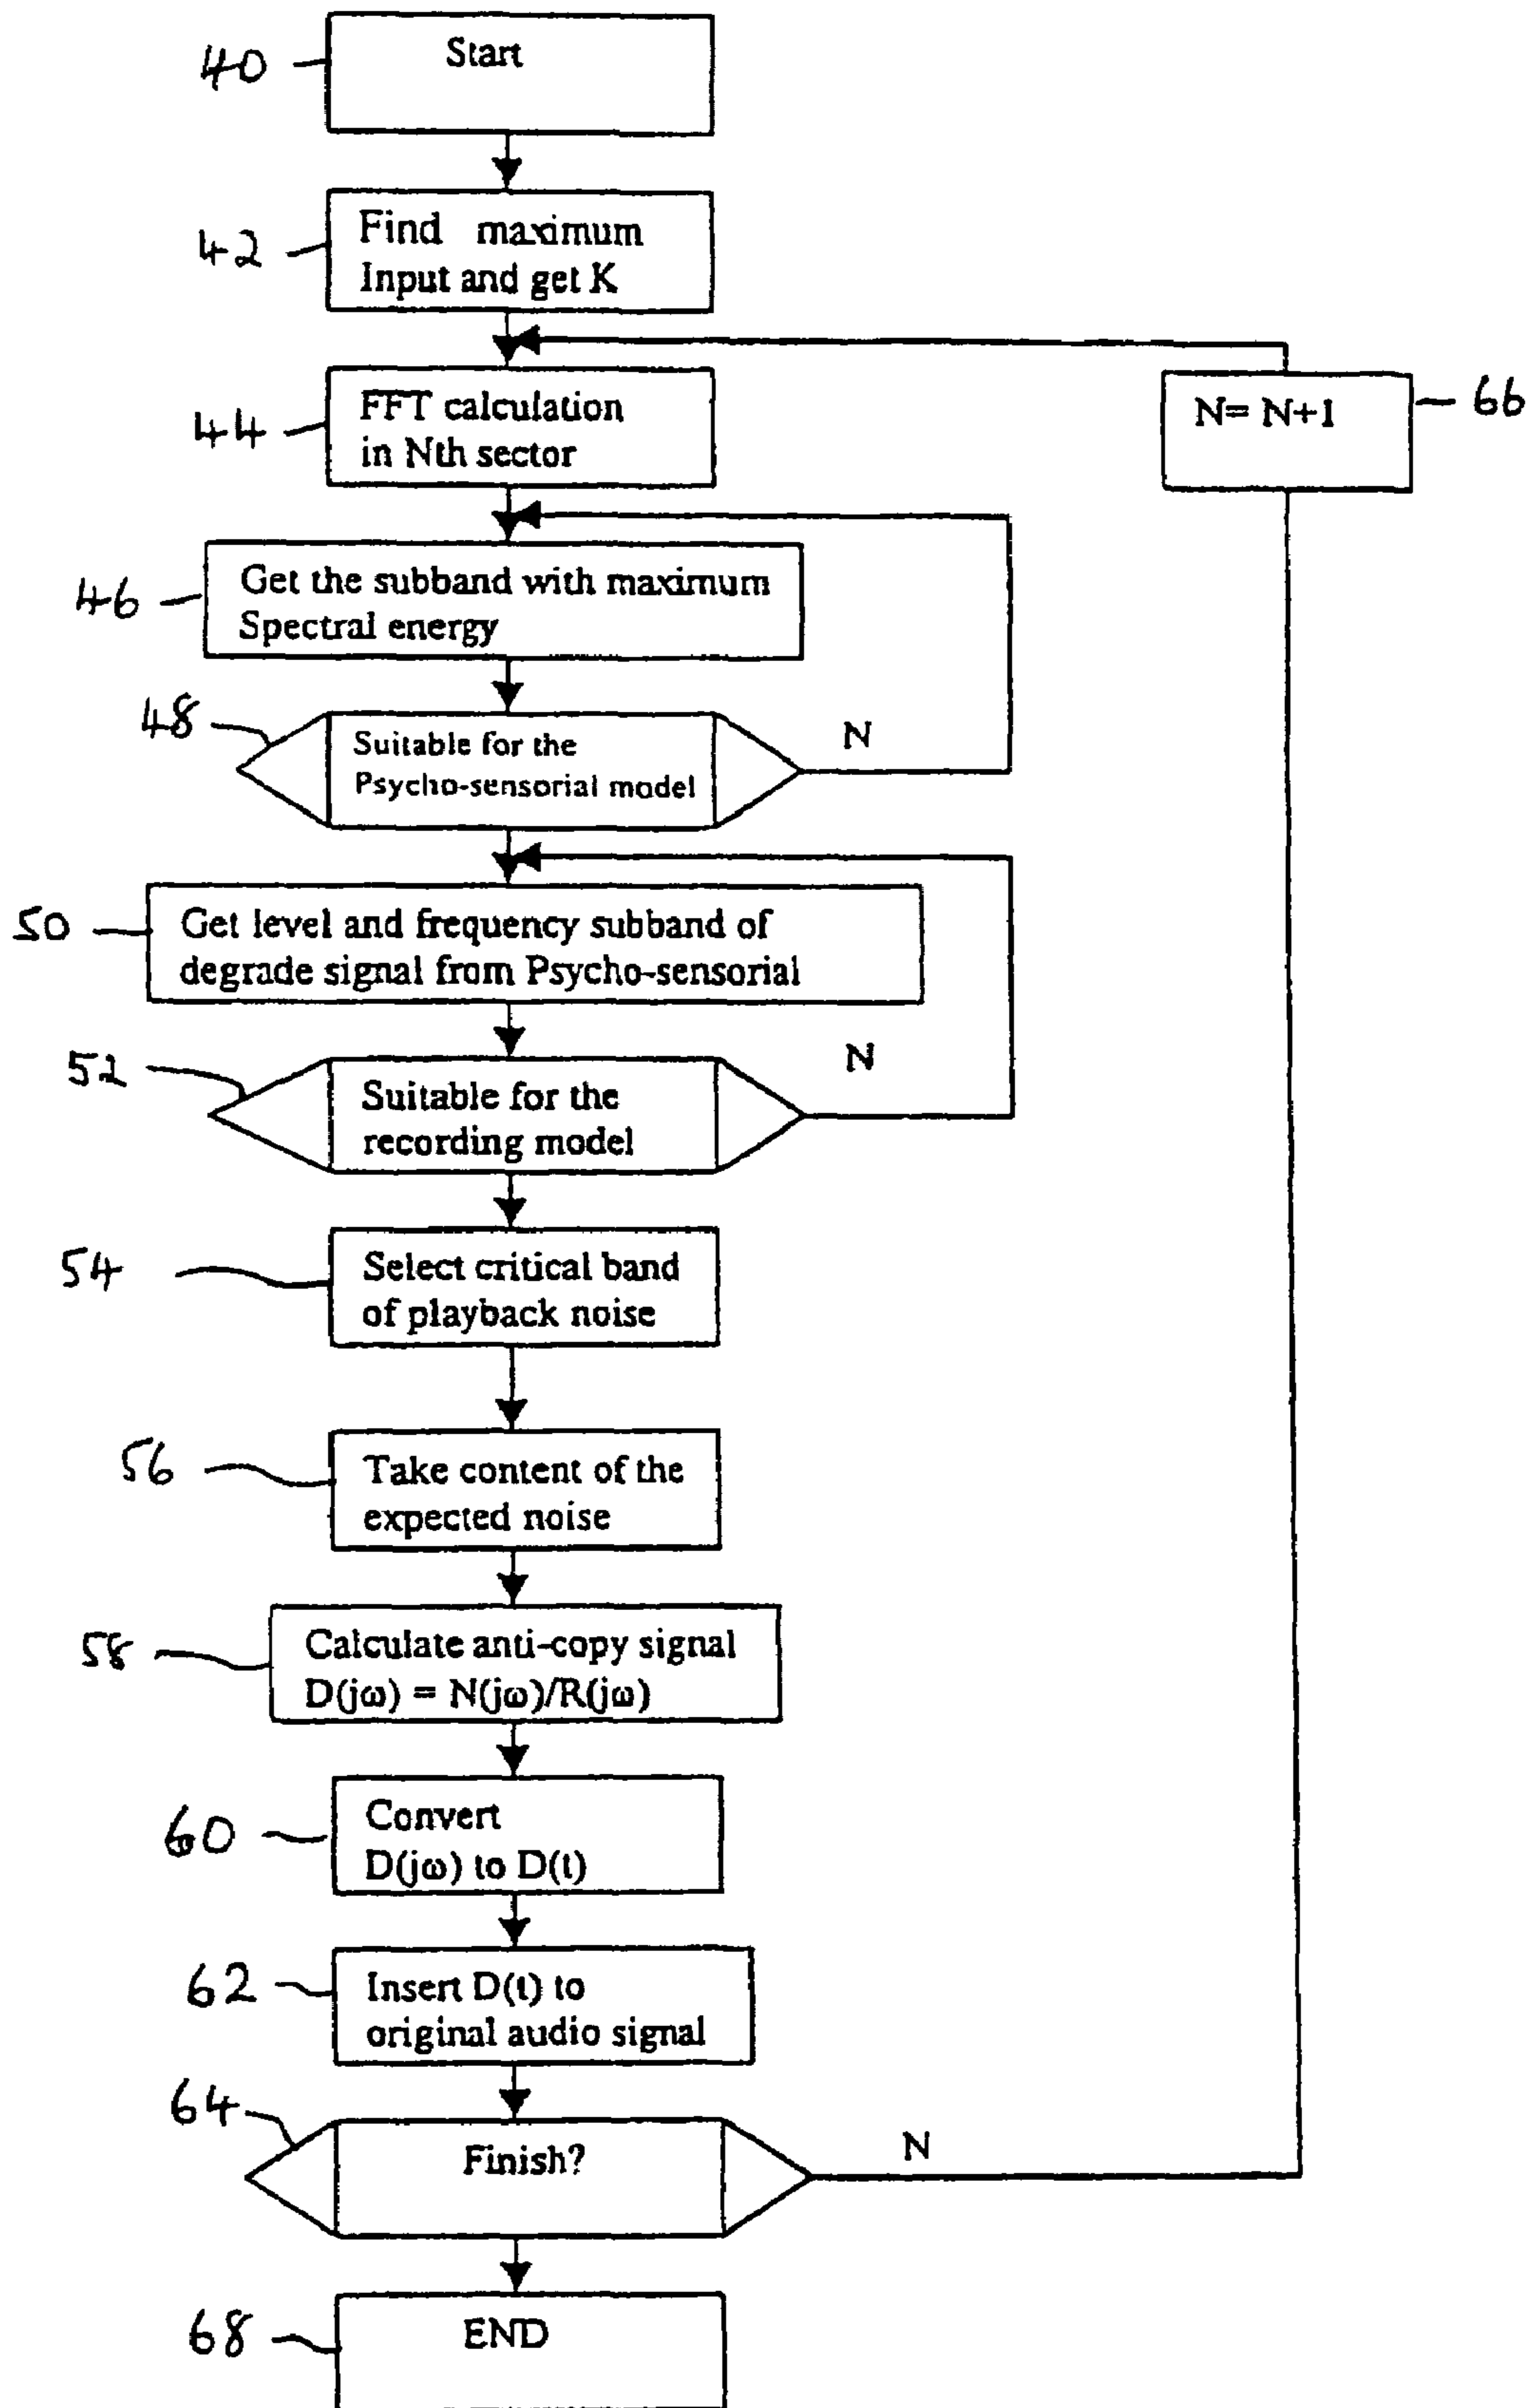 40
Start
42
Find maximum
Input and get K
44
FFT calculation
in Nth sector
N= N+1
66
46
Get the subband with maximum
Spectral energy
48
Suitable for the
Psycho-sensorial model
N
50
Get level and frequency subband of
degrade signal from Psycho-sensorial
52
Suitable for the
recording model
N
54
Select critical band
of playback noise
56
Take content of the
expected noise
58
Calculate anti-copy signal
D(jω) = N(jω)/R(jω)
60
Convert
D(jω) to D(t)
62
Insert D(t) to
original audio signal
64
Finish?
N
68
END